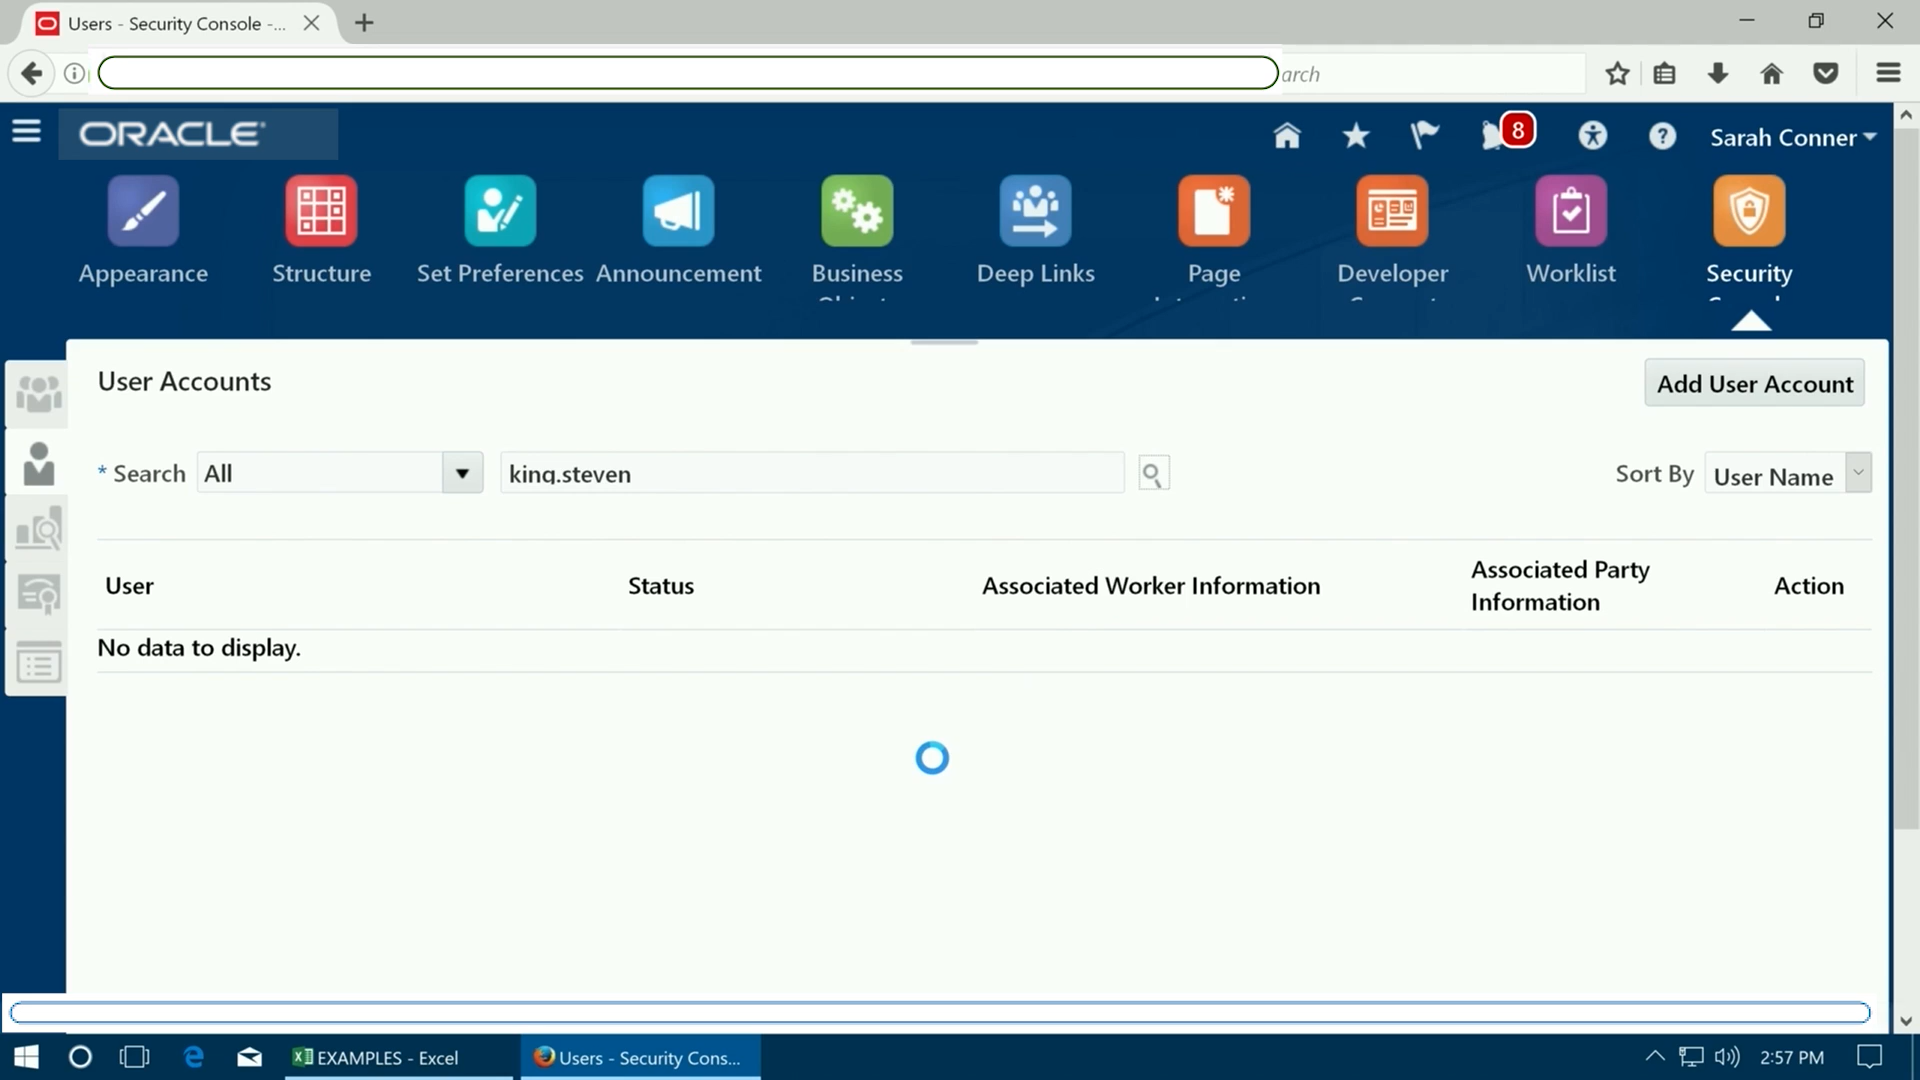 Users - Security Console -...
arch
ORACLE
8
Sarah Conner
Appearance
Structure
Set Preferences
Announcement
Business
Deep Links
Page
Developer
Worklist
Security
User Accounts
Add User Account
* Search
All
king.steven
Sort By
User Name
User
Status
Associated Worker Information
Associated Party
Information
Action
No data to display.
EXAMPLES - Excel
Users - Security Cons...
2:57 PM